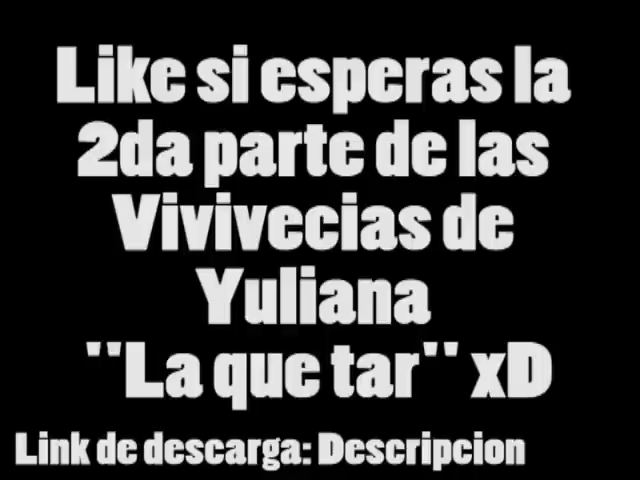 Like si esperas la
2da parte de las
Vivivecias de
Yuliana
"La que tar" xD
Link de descarga: Descripcion